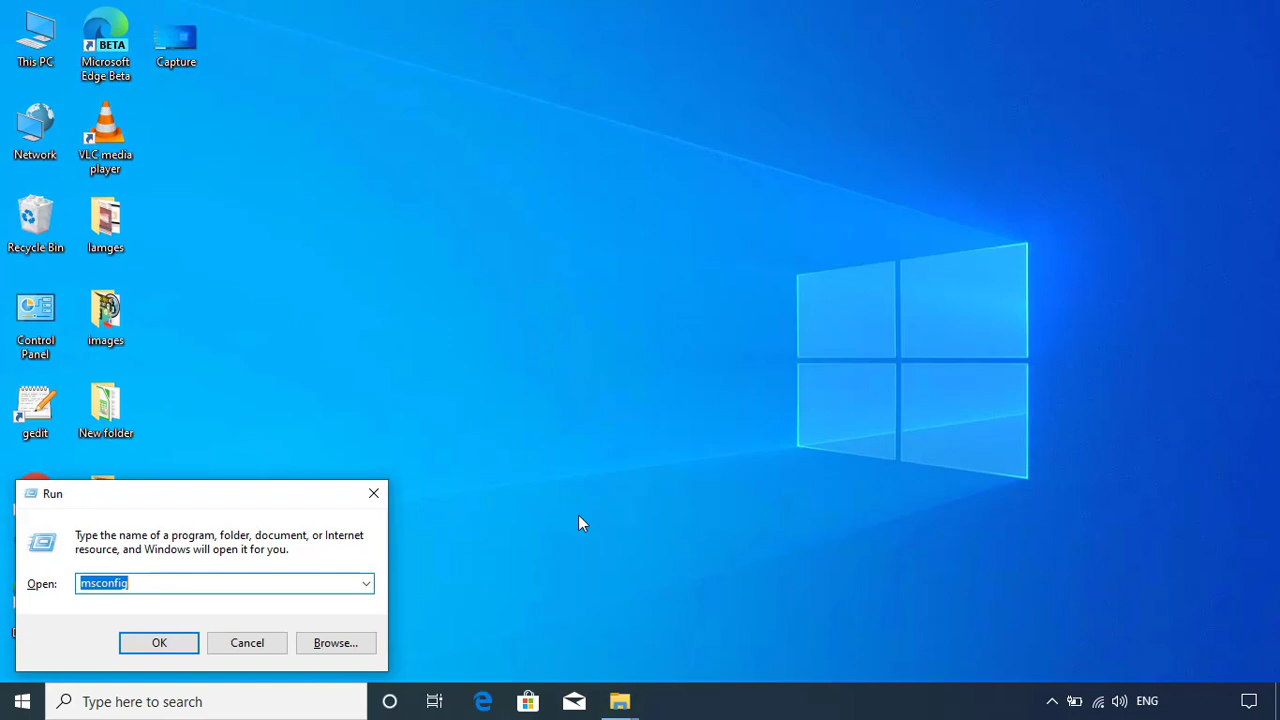 This PC
Microsoft
Edge Beta
BETA
Capture
Network
VLC media
player
Recycle Bin
Iamges
Control
Panel
images
gedit
New folder
Run
Type the name of a program, folder, document, or Internet
resource, and Windows will open it for you.
Open:
msconfig
OK
Cancel
Browse...
Type here to search
ENG